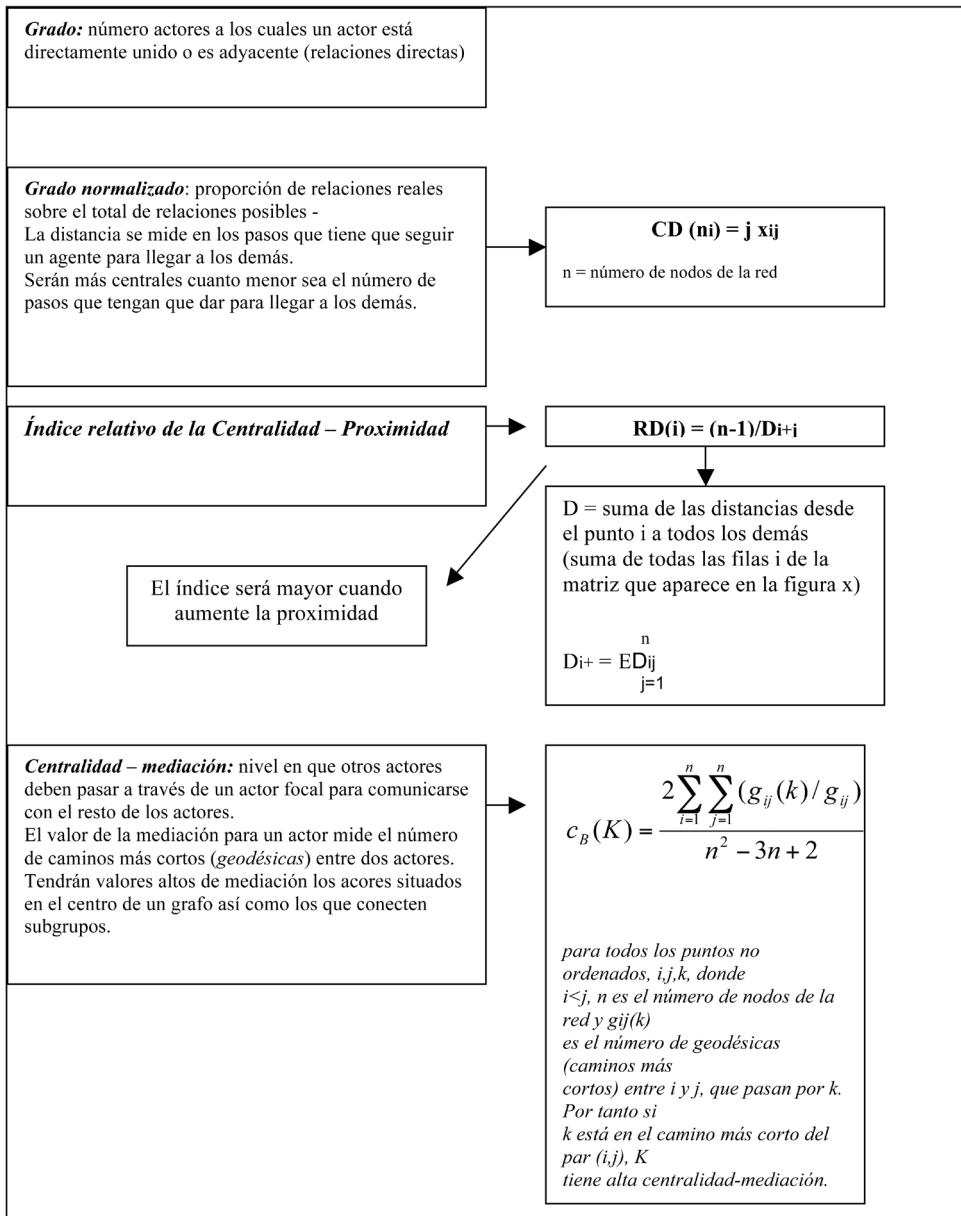 Grado: número actores a los cuales un actor está
directamente unido o es adyacente (relaciones directas)
Grado normalizado: proporción de relaciones reales
sobre el total de relaciones posibles -
La distancia se mide en los pasos que tiene que seguir
un agente para llegar a los demás.
Serán más centrales cuanto menor sea el número de
pasos que tengan que dar para llegar a los demás.
CD (ni) = j xij
n = número de nodos de la red
Índice relativo de la Centralidad – Proximidad
RD(i) = (n-1)/Di+j
El índice será mayor cuando
aumente la proximidad
D = suma de las distancias desde
el punto i a todos los demás
(suma de todas las filas i de la
matriz que aparece en la figura x)
n
Di+ = EDij
j=1
Centralidad – mediación: nivel en que otros actores
deben pasar a través de un actor focal para comunicarse
con el resto de los actores.
El valor de la mediación para un actor mide el número
de caminos más cortos (geodésicas) entre dos actores.
Tendrán valores altos de mediación los acores situados
en el centro de un grafo así como los que conecten
subgrupos.
c_B(K) = \frac{2\sum_{i=1}^{n}\sum_{j=1}^{n}(g_{ij}(k)/g_{ij})}{n^2-3n+2}
para todos los puntos no
ordenados, i,j,k, donde
i<j, n es el número de nodos de la
red y gij(k)
es el número de geodésicas
(caminos más
cortos) entre i y j, que pasan por k.
Por tanto si
k está en el camino más corto del
par (i,j), K
tiene alta centralidad-mediación.